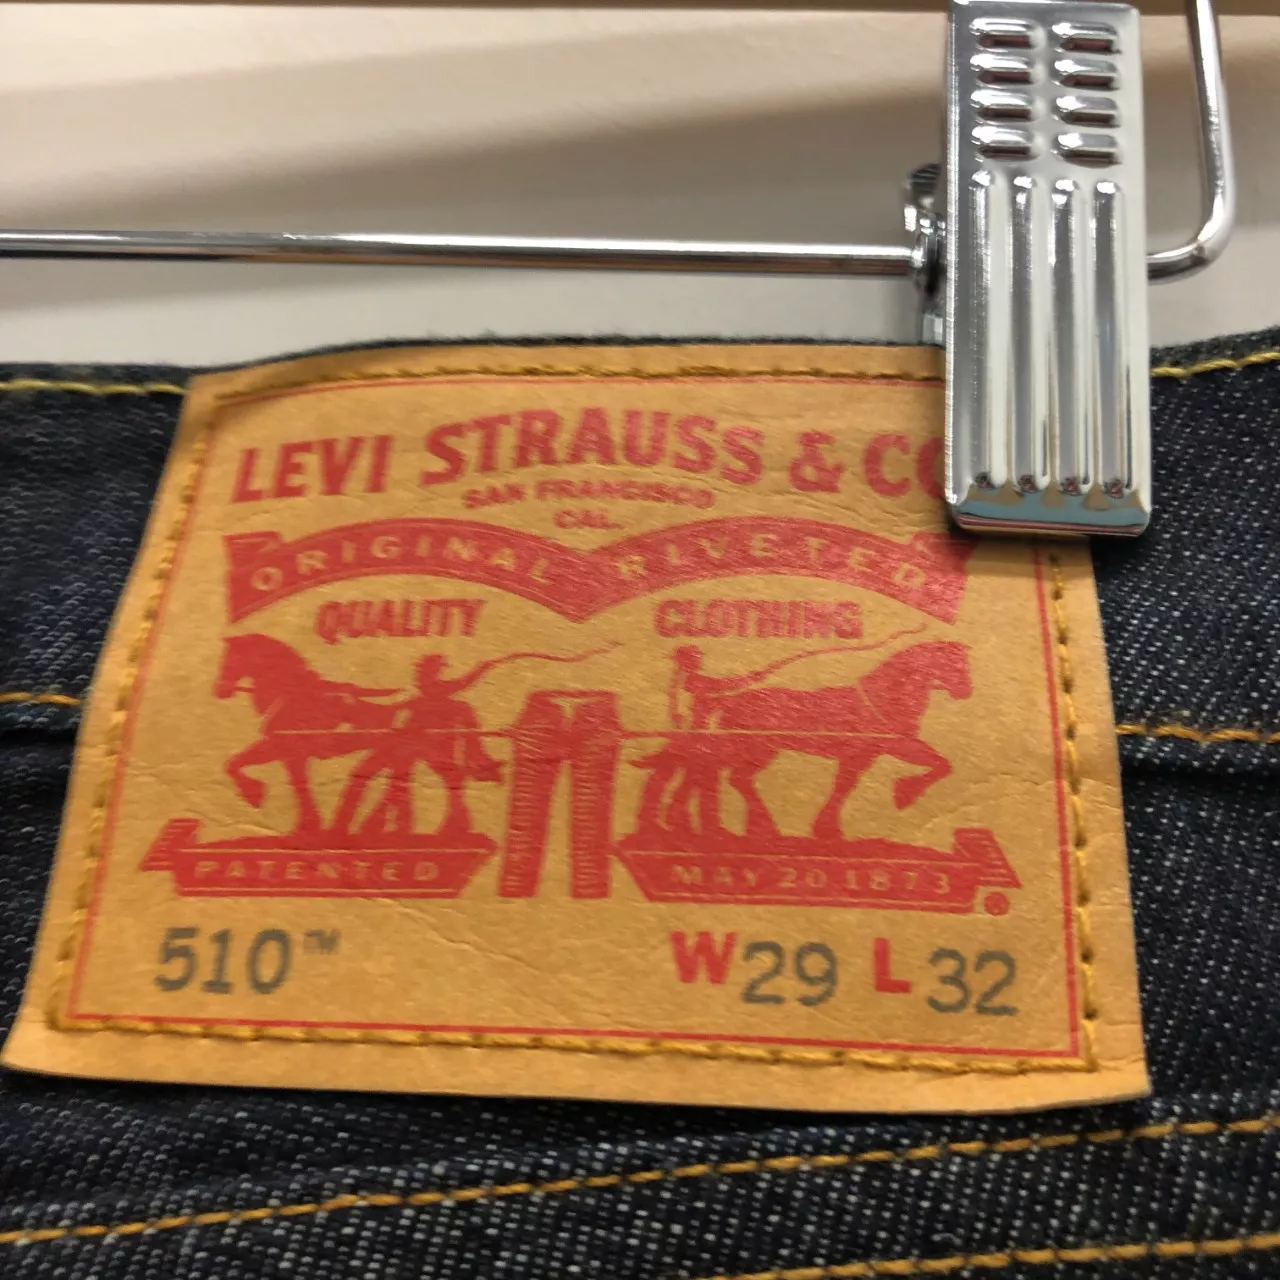 LEVI STRAUSS & CO
SAN FRANCISCO
CAL.
ORIGINAL RIVETED
QUALITY CLOTHING
PATENTED MAY 20 1873 ®
510™ W29 L32